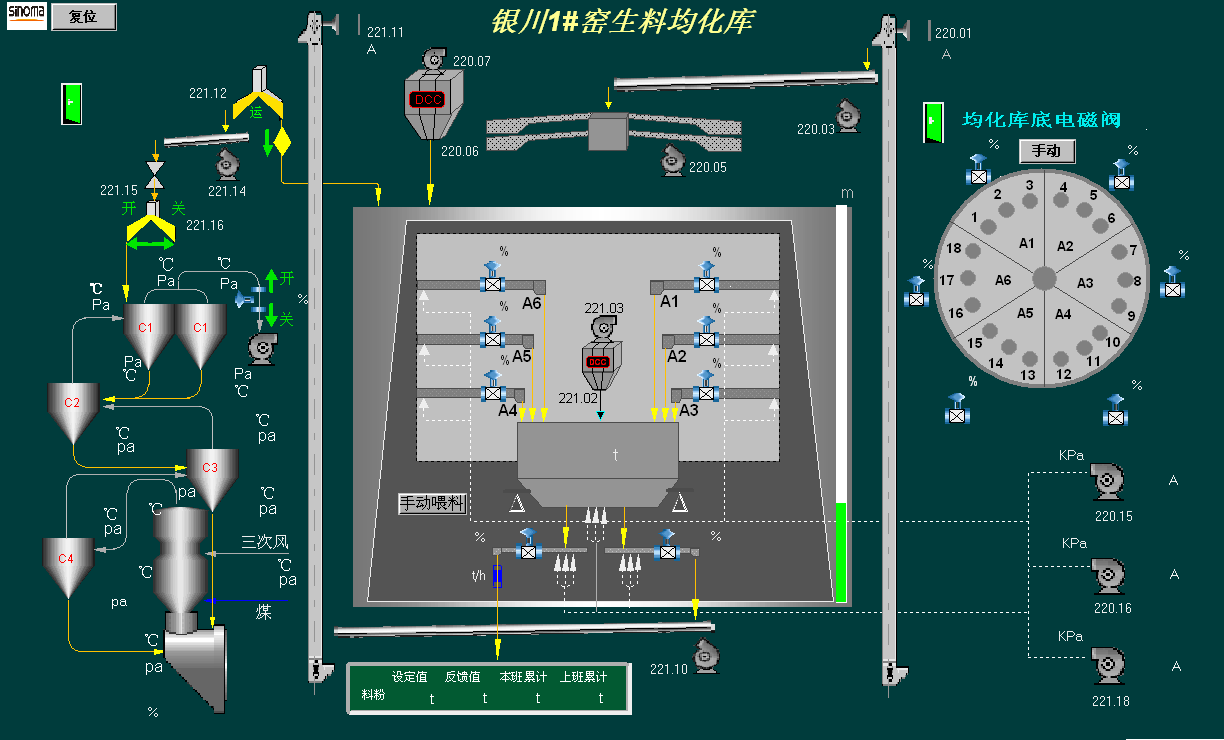 sinoma
复位
银川1#窑生料均化库
221.11
A
220.01
A
220.07
DCC
220.06
220.03
220.05
221.12
运
221.14
221.15
开 关
221.16
均化库底电磁阀
手动
% %
1 2 3 4 5 6
7 8 9 10 11 12
13 14 15 16 17 18
A1 A2 A3 A4 A5 A6
% %
% %
m
℃ ℃
Pa Pa
℃
Pa
开
%
关
C1 C1
Pa
℃
Pa
℃
C2
℃
pa
℃
pa
C3
pa
℃
pa
℃
℃
pa
C4
三次风
℃
pa
℃
pa
煤
℃
pa
%
% %
A6 A1
% %
A5 A2
% %
A4 A3
221.03
DCC
221.02
t
手动喂料
% %
t/h
221.10
设定值 反馈值 本班累计 上班累计
料粉 t t t t
KPa
A
220.15
KPa
A
220.16
KPa
A
221.18